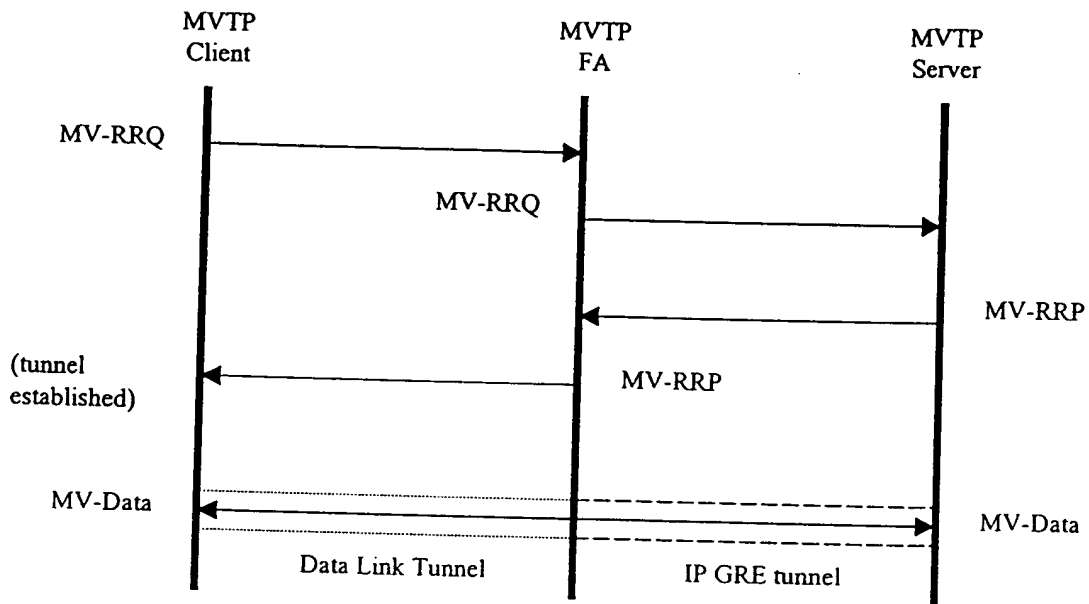 MVTP
Client
MVTP
FA
MVTP
Server
MV-RRQ
MV-RRQ
MV-RRP
(tunnel
established)
MV-RRP
MV-Data
MV-Data
Data Link Tunnel
IP GRE tunnel